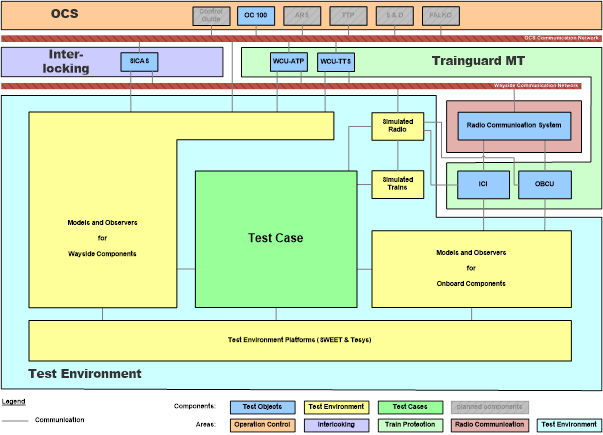 OCS
Control Guide
OC 100
ARS
TTP
S & D
FALKO
OCS Communication Network
Inter-
locking
SICAS
WCU-ATP
WCU-TTS
Trainguard MT
Wayside Communication Network
Simulated
Radio
Radio Communication System
Simulated
Trains
ICI
OBCU
Models and Observers
for
Wayside Components
Test Case
Models and Observers
for
Onboard Components
Test Environment Platforms (SWEET & Tesys)
Test Environment
Legend
Communication
Components:
Test Objects
Test Environment
Test Cases
planned components
Areas:
Operation Control
Interlocking
Train Protection
Radio Communication
Test Environment